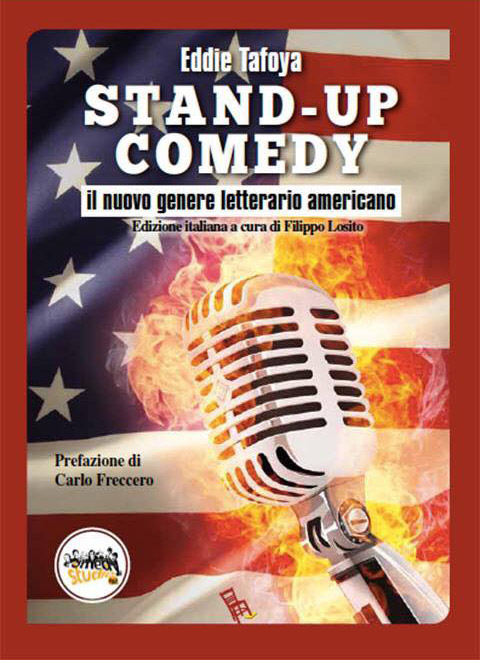 Eddie Tafoya
STAND-UP
COMEDY
il nuovo genere letterario americano
Edizione italiana a cura di Filippo Losito
Prefazione di
Carlo Freccero